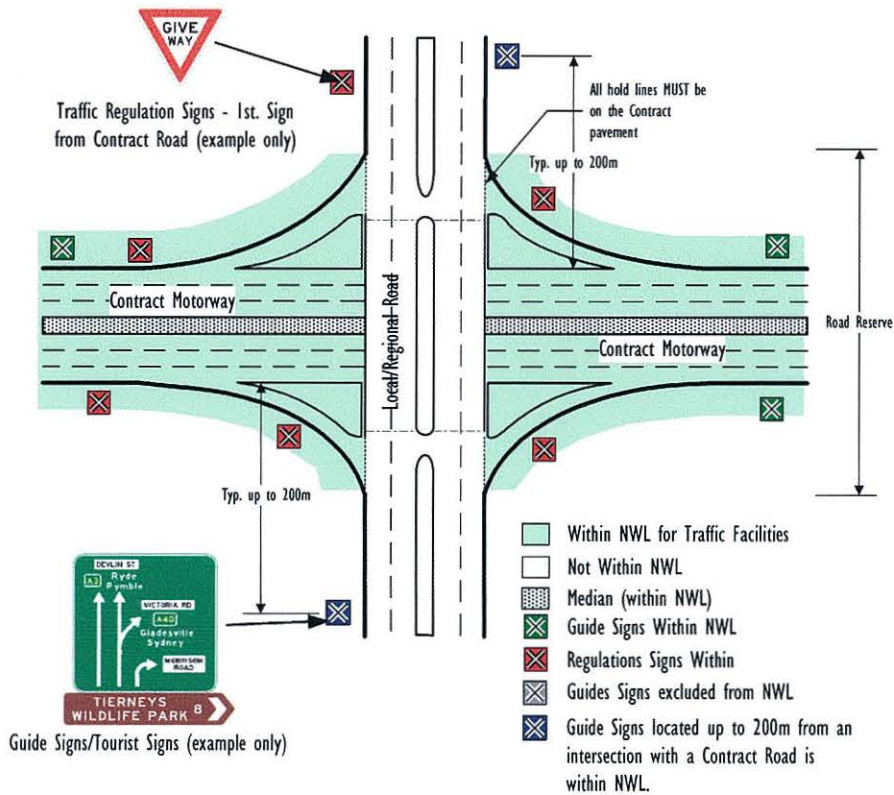 GIVE
WAY
Traffic Regulation Signs - 1st. Sign
from Contract Road (example only)
All hold lines MUST be
on the Contract
pavement
Typ. up to 200m
Contract Motorway
Local/Regional Road
Contract Motorway
Road Reserve
Typ. up to 200m
DEVLIN ST
A3 Ryde
Pymble
VICTORIA RD
A40
Gladesville
Sydney
MORRISON
ROAD
TIERNEYS
WILDLIFE PARK 8
Guide Signs/Tourist Signs (example only)
Within NWL for Traffic Facilities
Not Within NWL
Median (within NWL)
Guide Signs Within NWL
Regulations Signs Within
Guides Signs excluded from NWL
Guide Signs located up to 200m from an
intersection with a Contract Road is
within NWL.